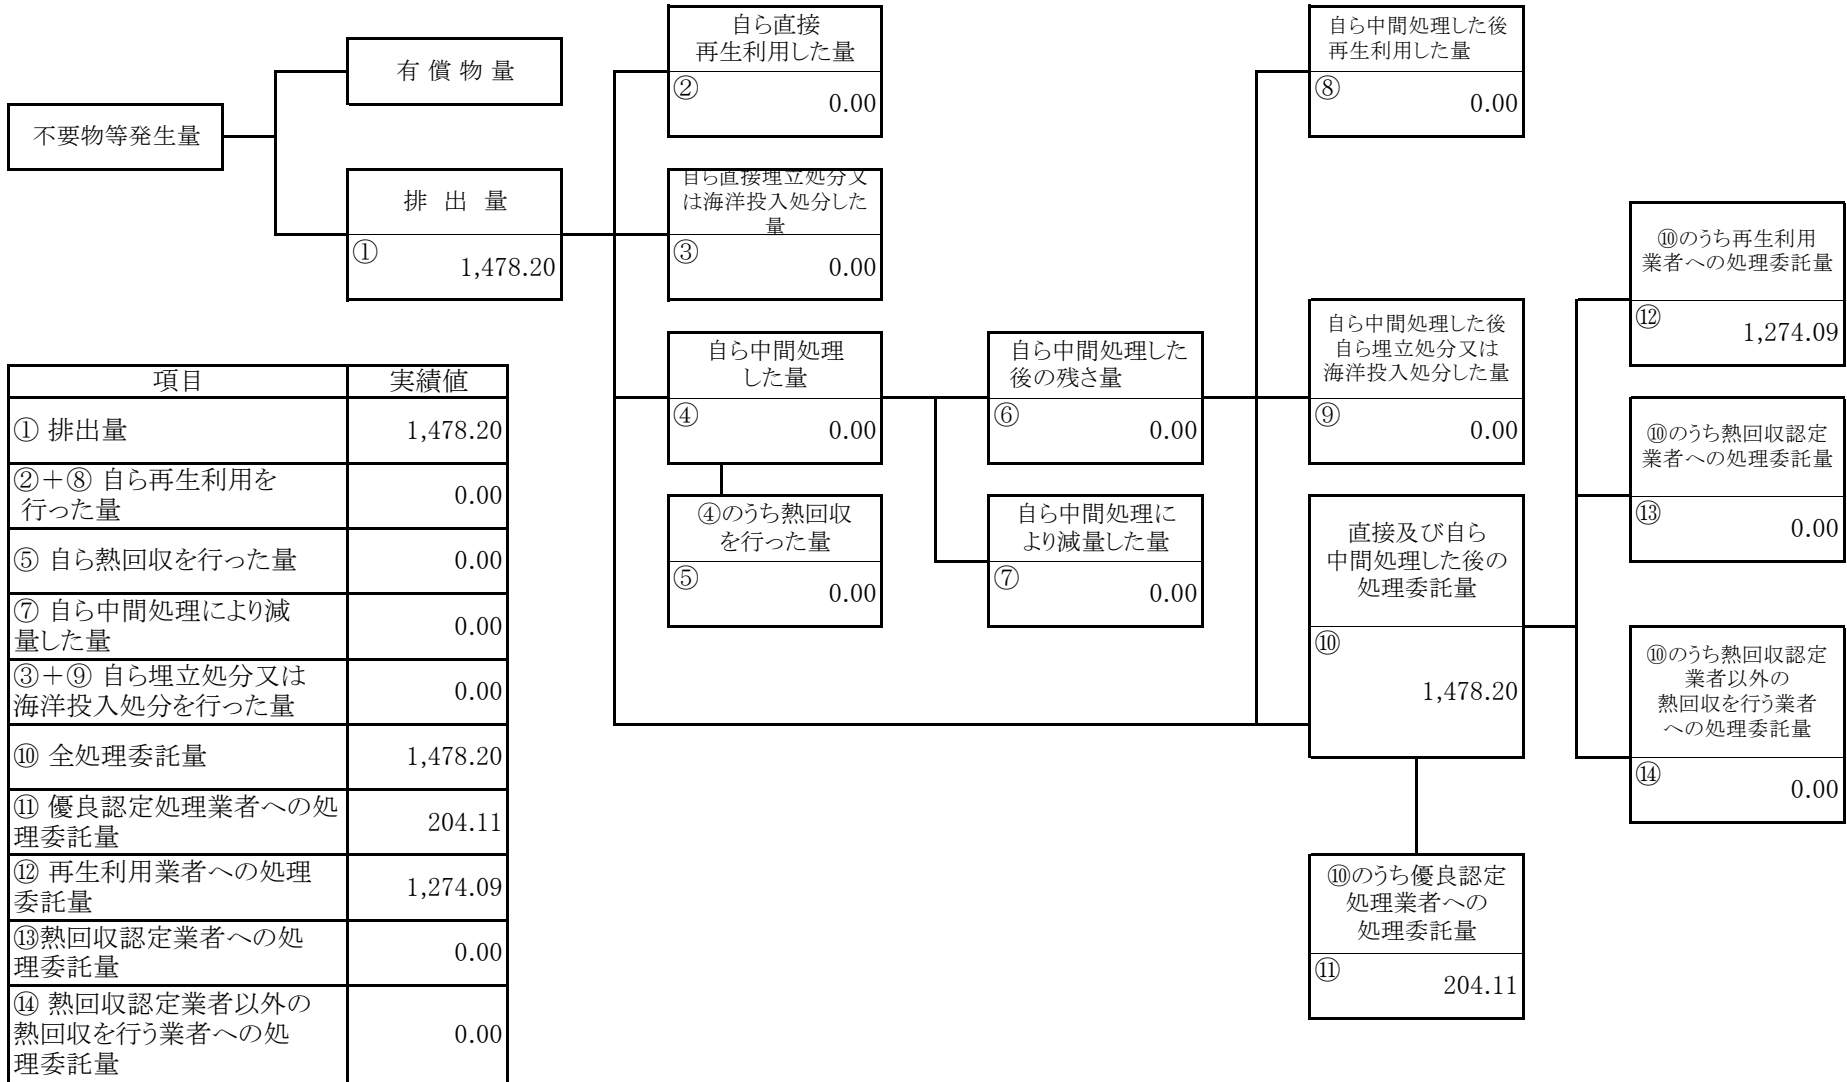 不要物等発生量
有 償 物 量
排 出 量
①
1,478.20
自ら直接
再生利用した量
②
0.00
自ら直接埋立処分又
は海洋投入処分した
量
③
0.00
自ら中間処理
した量
④
0.00
④のうち熱回収
を行った量
⑤
0.00
自ら中間処理した
後の残さ量
⑥
0.00
自ら中間処理に
より減量した量
⑦
0.00
自ら中間処理した後
再生利用した量
⑧
0.00
自ら中間処理した後
自ら埋立処分又は
海洋投入処分した量
⑨
0.00
直接及び自ら
中間処理した後の
処理委託量
⑩
1,478.20
⑩のうち優良認定
処理業者への
処理委託量
⑪
204.11
⑩のうち再生利用
業者への処理委託量
⑫
1,274.09
⑩のうち熱回収認定
業者への処理委託量
⑬
0.00
⑩のうち熱回収認定
業者以外の
熱回収を行う業者
への処理委託量
⑭
0.00
項目 実績値
① 排出量 1,478.20
②＋⑧ 自ら再生利用を
行った量 0.00
⑤ 自ら熱回収を行った量 0.00
⑦ 自ら中間処理により減
量した量 0.00
③＋⑨ 自ら埋立処分又は
海洋投入処分を行った量 0.00
⑩ 全処理委託量 1,478.20
⑪ 優良認定処理業者への処
理委託量 204.11
⑫ 再生利用業者への処理
委託量 1,274.09
⑬熱回収認定業者への処
理委託量 0.00
⑭ 熱回収認定業者以外の
熱回収を行う業者への処
理委託量 0.00